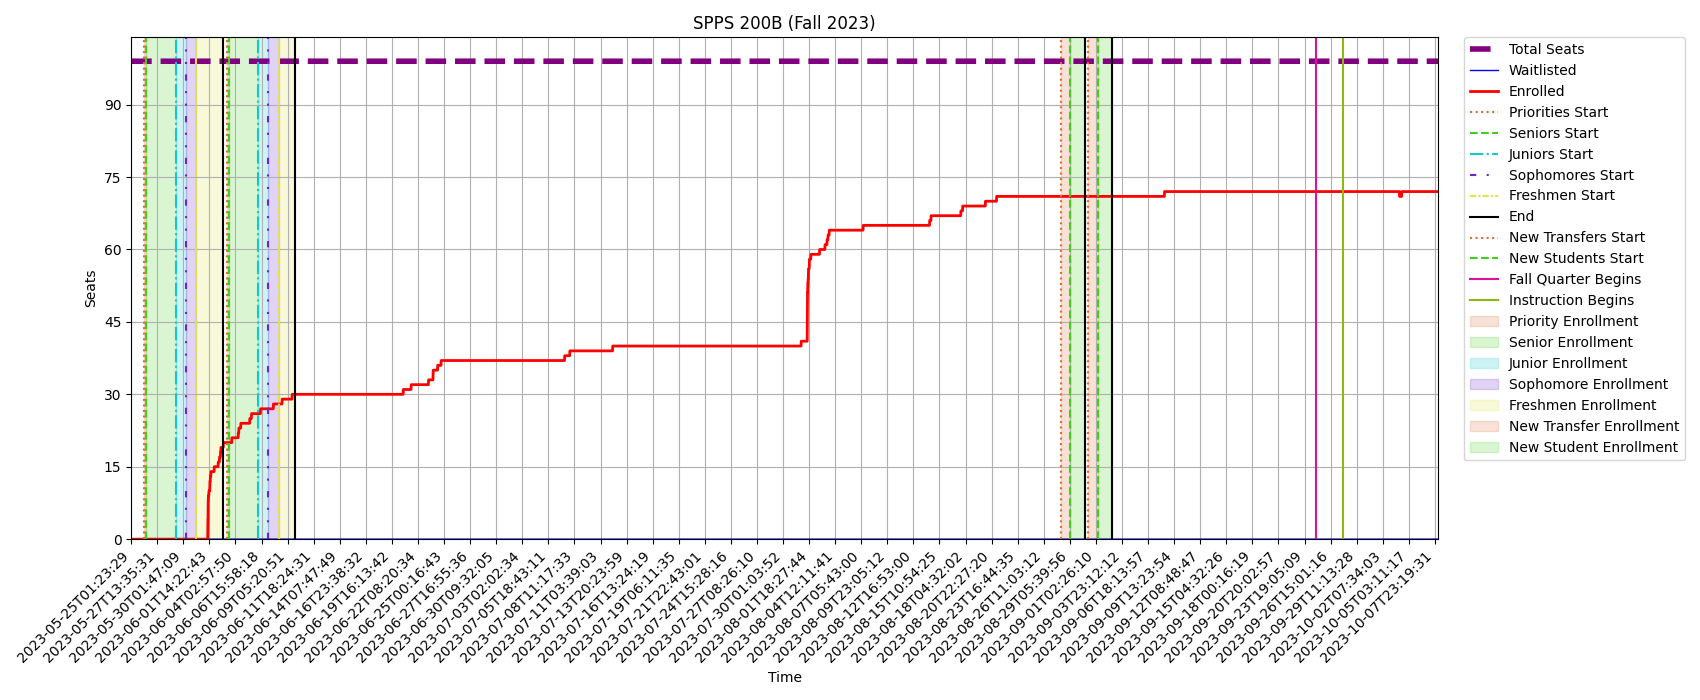 SPPS 200B (Fall 2023)
Seats
90
75
60
45
30
15
0
2023-05-25T01:23:29
2023-05-27T13:35:31
2023-05-30T01:47:09
2023-06-01T14:22:43
2023-06-04T02:57:50
2023-06-06T15:58:18
2023-06-09T05:20:51
2023-06-11T18:24:31
2023-06-14T07:47:49
2023-06-16T23:38:32
2023-06-19T16:13:42
2023-06-22T08:20:34
2023-06-25T00:16:43
2023-06-27T16:55:36
2023-06-30T09:32:05
2023-07-03T02:02:34
2023-07-05T18:43:11
2023-07-08T11:17:33
2023-07-11T03:39:03
2023-07-13T20:23:59
2023-07-16T13:24:19
2023-07-19T06:11:35
2023-07-21T22:43:01
2023-07-24T15:28:16
2023-07-27T08:26:10
2023-07-30T01:03:52
2023-08-01T18:27:44
2023-08-04T12:11:41
2023-08-07T05:43:00
2023-08-09T23:05:12
2023-08-12T16:53:00
2023-08-15T10:54:25
2023-08-18T04:32:02
2023-08-20T22:27:20
2023-08-23T16:44:35
2023-08-26T11:03:12
2023-08-29T05:39:56
2023-09-01T02:26:10
2023-09-03T23:12:12
2023-09-06T18:13:57
2023-09-09T13:23:54
2023-09-12T08:48:47
2023-09-15T04:32:26
2023-09-18T00:16:19
2023-09-20T20:02:57
2023-09-23T19:05:09
2023-09-26T15:01:16
2023-09-29T11:13:28
2023-10-02T07:34:03
2023-10-05T03:11:17
2023-10-07T23:19:31
Time
Total Seats
Waitlisted
Enrolled
Priorities Start
Seniors Start
Juniors Start
Sophomores Start
Freshmen Start
End
New Transfers Start
New Students Start
Fall Quarter Begins
Instruction Begins
Priority Enrollment
Senior Enrollment
Junior Enrollment
Sophomore Enrollment
Freshmen Enrollment
New Transfer Enrollment
New Student Enrollment